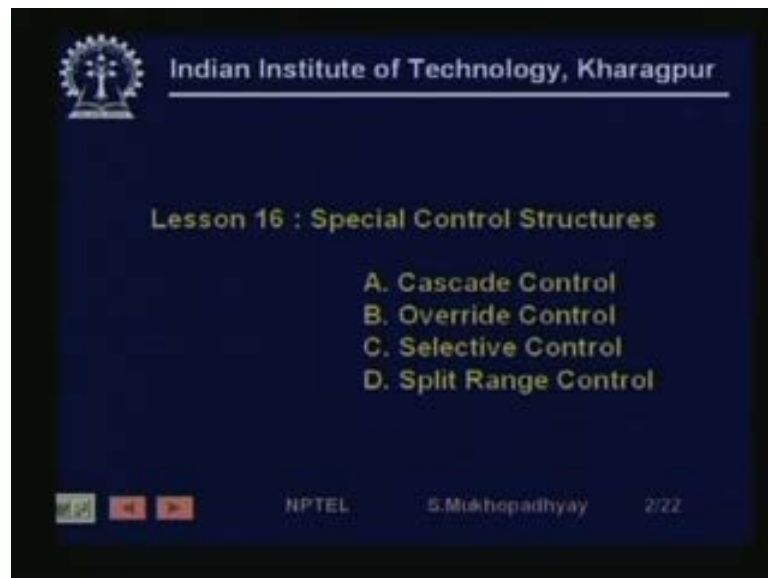 Indian Institute of Technology, Kharagpur
Lesson 16 : Special Control Structures
A. Cascade Control
B. Override Control
C. Selective Control
D. Split Range Control
NPTEL S.Mukhopadhyay 2/22